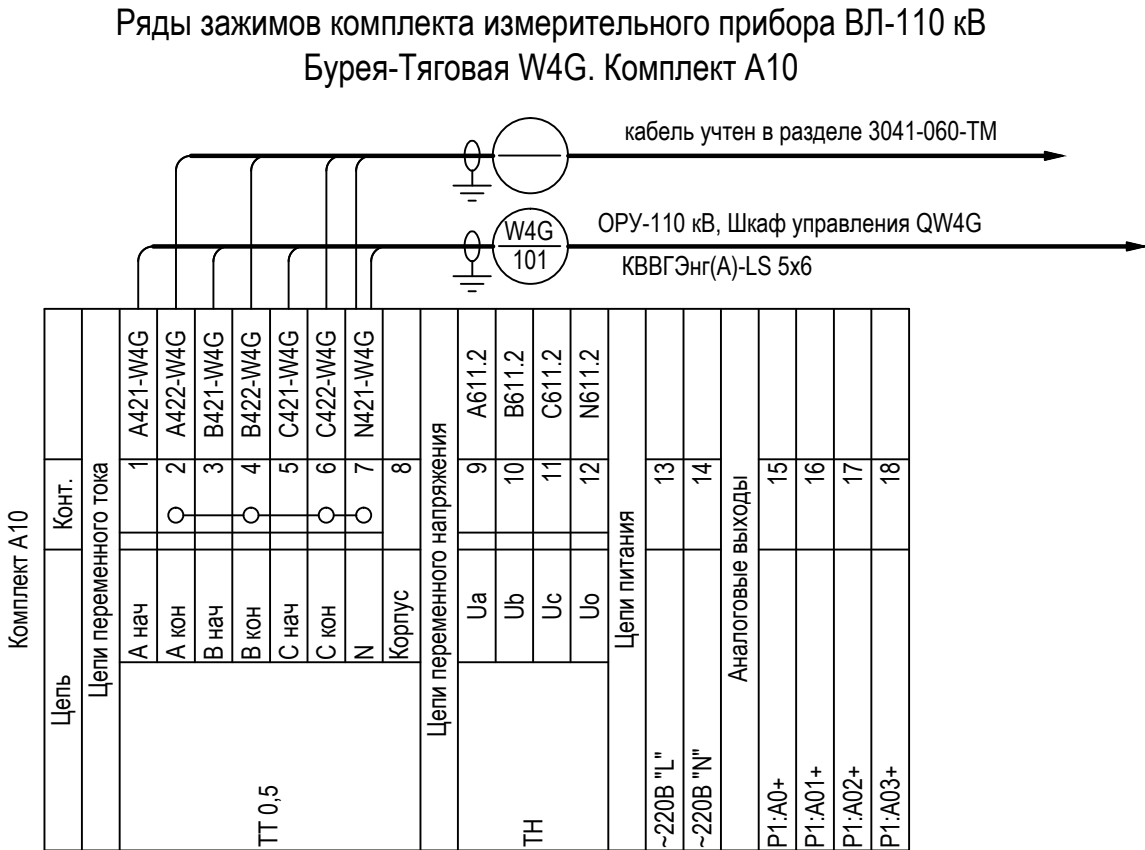 Ряды зажимов комплекта измерительного прибора ВЛ-110 кВ
Бурея-Тяговая W4G. Комплект А10
кабель учтен в разделе 3041-060-ТМ
W4G
101
ОРУ-110 кВ, Шкаф управления QW4G
КВВГЭнг(А)-LS 5х6
Комплект А10
Цепь
Конт.
Цепи переменного тока
ТТ 0,5
А нач 1 A421-W4G
А кон 2 A422-W4G
В нач 3 B421-W4G
В кон 4 B422-W4G
С нач 5 C421-W4G
С кон 6 C422-W4G
N 7 N421-W4G
Корпус 8
Цепи переменного напряжения
ТН
Ua 9 A611.2
Ub 10 B611.2
Uc 11 C611.2
Uo 12 N611.2
Цепи питания
~220В "L" 13
~220В "N" 14
Аналоговые выходы
P1:A0+ 15
P1:A01+ 16
P1:A02+ 17
P1:A03+ 18